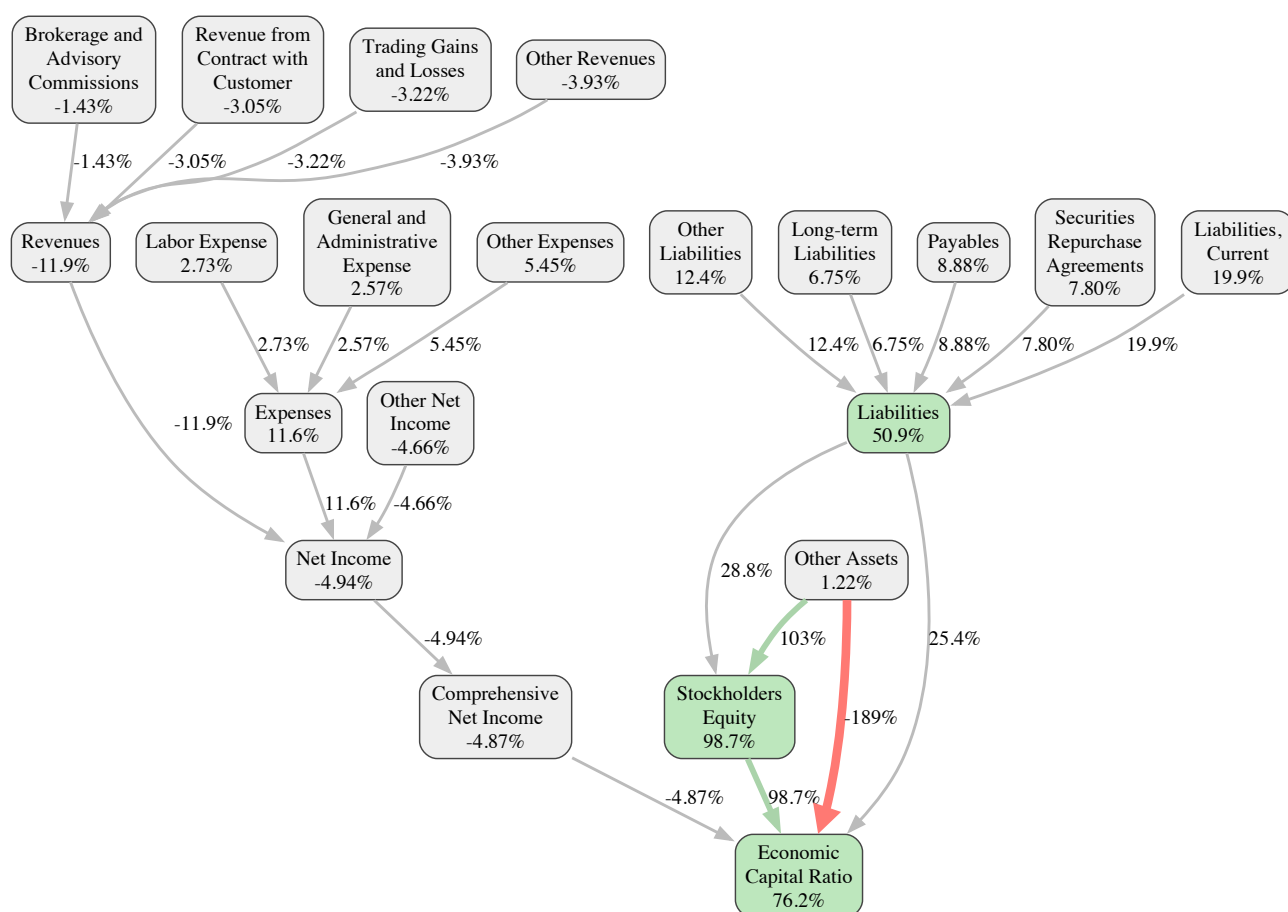 Brokerage and
Advisory
Commissions
-1.43%
Revenue from
Contract with
Customer
-3.05%
Trading Gains
and Losses
-3.22%
Other Revenues
-3.93%
-1.43%
-3.05%
-3.22%
-3.93%
Revenues
-11.9%
Labor Expense
2.73%
General and
Administrative
Expense
2.57%
Other Expenses
5.45%
Other
Liabilities
12.4%
Long-term
Liabilities
6.75%
Payables
8.88%
Securities
Repurchase
Agreements
7.80%
Liabilities,
Current
19.9%
2.73%
2.57%
5.45%
12.4%
6.75%
8.88%
7.80%
19.9%
-11.9%
Expenses
11.6%
Other Net
Income
-4.66%
Liabilities
50.9%
11.6%
-4.66%
Net Income
-4.94%
28.8%
Other Assets
1.22%
-4.94%
103%
25.4%
Comprehensive
Net Income
-4.87%
Stockholders
Equity
98.7%
-189%
-4.87%
98.7%
Economic
Capital Ratio
76.2%